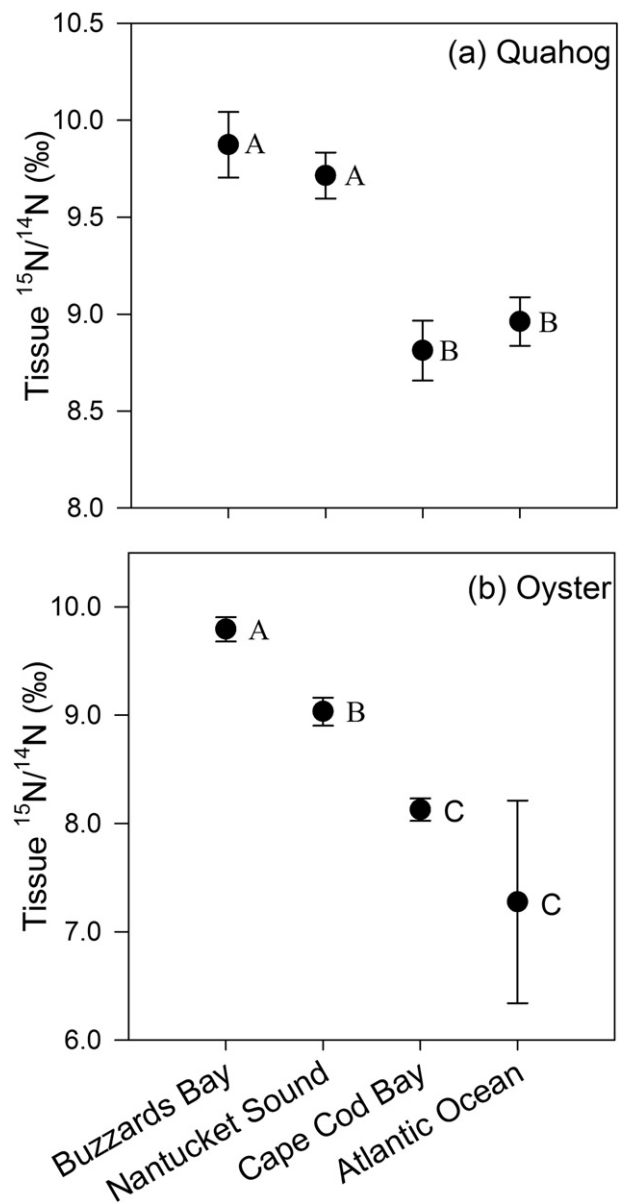 (a) Quahog
Tissue ¹⁵N/¹⁴N (‰)
10.5
10.0
9.5
9.0
8.5
8.0
A
A
B
B
(b) Oyster
Tissue ¹⁵N/¹⁴N (‰)
10.0
9.0
8.0
7.0
6.0
A
B
C
C
Buzzards Bay
Nantucket Sound
Cape Cod Bay
Atlantic Ocean